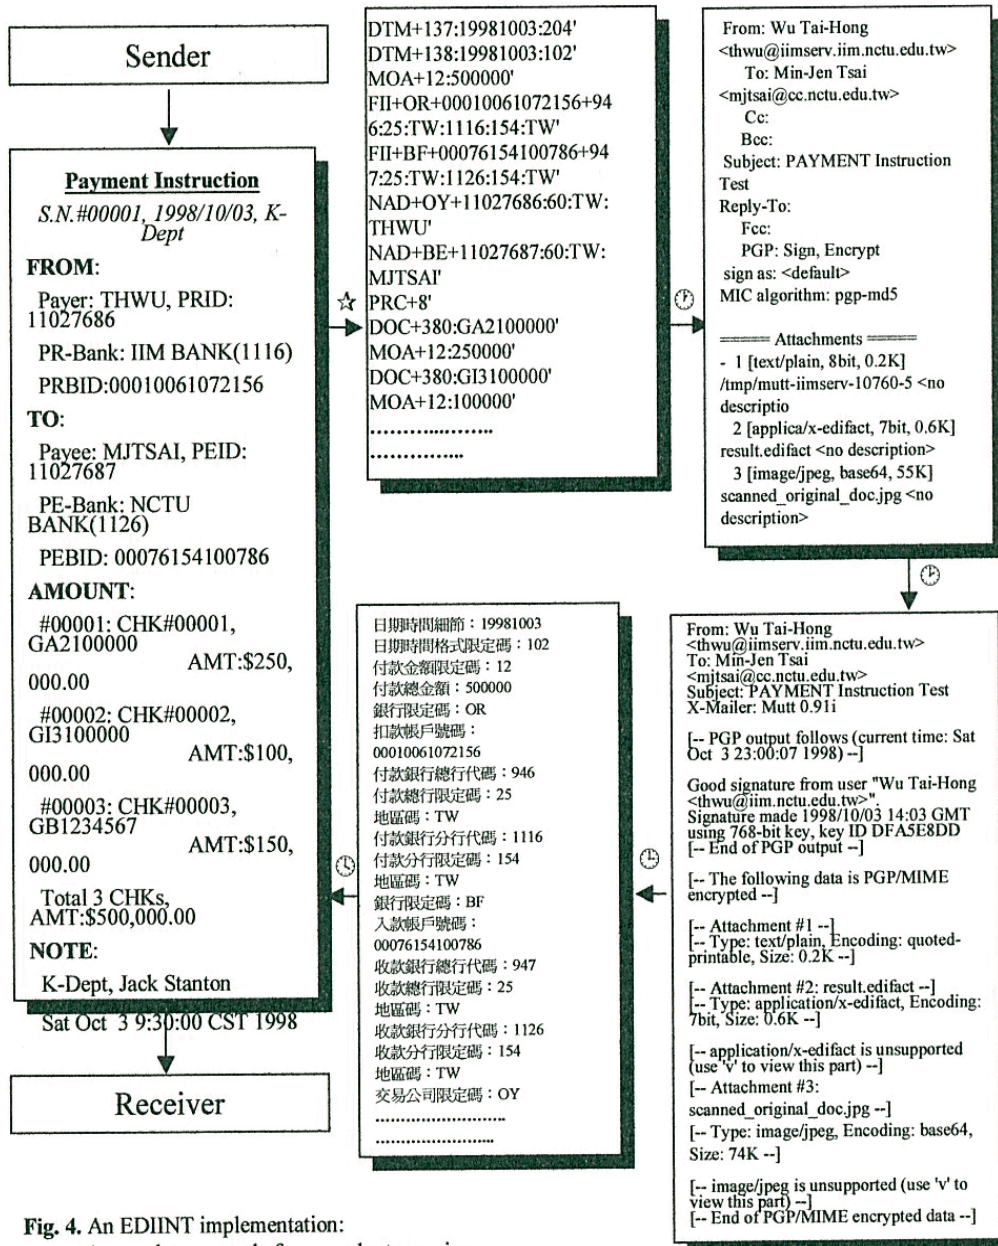 Sender
Payment Instruction
S.N.#00001, 1998/10/03, K-
Dept
FROM:
Payer: THWU, PRID:
11027686
PR-Bank: IIM BANK(1116)
PRBID:00010061072156
TO:
Payee: MJTSAI, PEID:
11027687
PE-Bank: NCTU
BANK(1126)
PEBID: 00076154100786
AMOUNT:
#00001: CHK#00001,
GA2100000
AMT:$250,
000.00
#00002: CHK#00002,
GI3100000
AMT:$100,
000.00
#00003: CHK#00003,
GB1234567
AMT:$150,
000.00
Total 3 CHKs,
AMT:$500,000.00
NOTE:
K-Dept, Jack Stanton
Sat Oct 3 9:30:00 CST 1998
Receiver
DTM+137:19981003:204'
DTM+138:19981003:102'
MOA+12:500000'
FII+OR+00010061072156+94
6:25:TW:1116:154:TW'
FII+BF+00076154100786+94
7:25:TW:1126:154:TW'
NAD+OY+11027686:60:TW:
THWU'
NAD+BE+11027687:60:TW:
MJTSAI'
PRC+8'
DOC+380:GA2100000'
MOA+12:250000'
DOC+380:GI3100000'
MOA+12:100000'
..................
...............
From: Wu Tai-Hong
<thwu@iimserv.iim.nctu.edu.tw>
To: Min-Jen Tsai
<mjtsai@cc.nctu.edu.tw>
Cc:
Bcc:
Subject: PAYMENT Instruction
Test
Reply-To:
Fcc:
PGP: Sign, Encrypt
sign as: <default>
MIC algorithm: pgp-md5
===== Attachments =====
- 1 [text/plain, 8bit, 0.2K]
/tmp/mutt-iimserv-10760-5 <no
descriptio
2 [applica/x-edifact, 7bit, 0.6K]
result.edifact <no description>
3 [image/jpeg, base64, 55K]
scanned_original_doc.jpg <no
description>
From: Wu Tai-Hong
<thwu@iimserv.iim.nctu.edu.tw>
To: Min-Jen Tsai
<mjtsai@cc.nctu.edu.tw>
Subject: PAYMENT Instruction Test
X-Mailer: Mutt 0.91i
[-- PGP output follows (current time: Sat
Oct 3 23:00:07 1998) --]
Good signature from user "Wu Tai-Hong
<thwu@iim.nctu.edu.tw>".
Signature made 1998/10/03 14:03 GMT
using 768-bit key, key ID DFA5E8DD
[-- End of PGP output --]
[-- The following data is PGP/MIME
encrypted --]
[-- Attachment #1 --]
[-- Type: text/plain, Encoding: quoted-
printable, Size: 0.2K --]
[-- Attachment #2: result.edifact --]
[-- Type: application/x-edifact, Encoding:
7bit, Size: 0.6K --]
[-- application/x-edifact is unsupported
(use 'v' to view this part) --]
[-- Attachment #3:
scanned_original_doc.jpg --]
[-- Type: image/jpeg, Encoding: base64,
Size: 74K --]
[-- image/jpeg is unsupported (use 'v' to
view this part) --]
[-- End of PGP/MIME encrypted data --]
日期時間細節：19981003
日期時間格式限定碼：102
付款金額限定碼：12
付款總金額：500000
銀行限定碼：OR
扣款帳戶號碼：
00010061072156
付款銀行總行代碼：946
付款總行限定碼：25
地區碼：TW
付款銀行分行代碼：1116
付款分行限定碼：154
地區碼：TW
銀行限定碼：BF
入款帳戶號碼：
00076154100786
收款銀行總行代碼：947
收款總行限定碼：25
地區碼：TW
收款銀行分行代碼：1126
收款分行限定碼：154
地區碼：TW
交易公司限定碼：OY
........................
......................
Fig. 4. An EDIINT implementation: